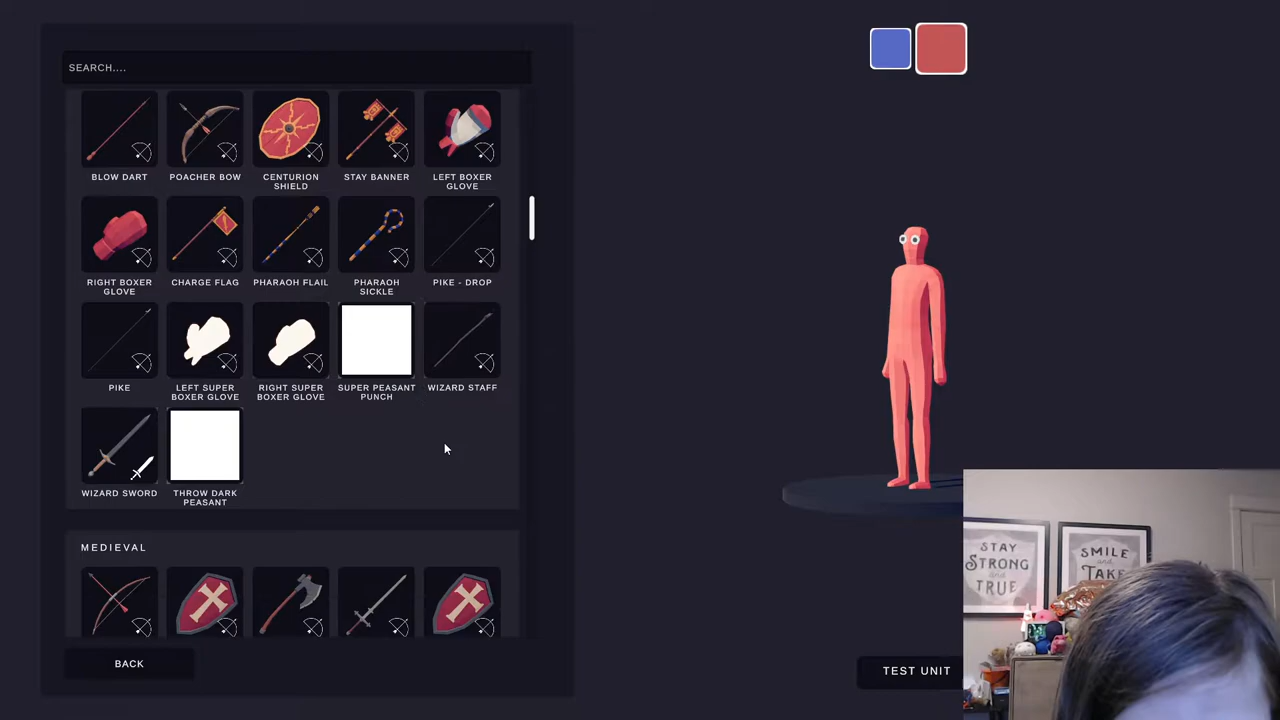 SEARCH....
BLOW DART
POACHER BOW
CENTURION
SHIELD
STAY BANNER
LEFT BOXER
GLOVE
RIGHT BOXER
GLOVE
CHARGE FLAG
PHARAOH FLAIL
PHARAOH
SICKLE
PIKE - DROP
PIKE
LEFT SUPER
BOXER GLOVE
RIGHT SUPER
BOXER GLOVE
SUPER PEASANT
PUNCH
WIZARD STAFF
WIZARD SWORD
THROW DARK
PEASANT
MEDIEVAL
BACK
TEST UNIT
STAY
STRONG
and
TRUE
SMILE
and
TAKE